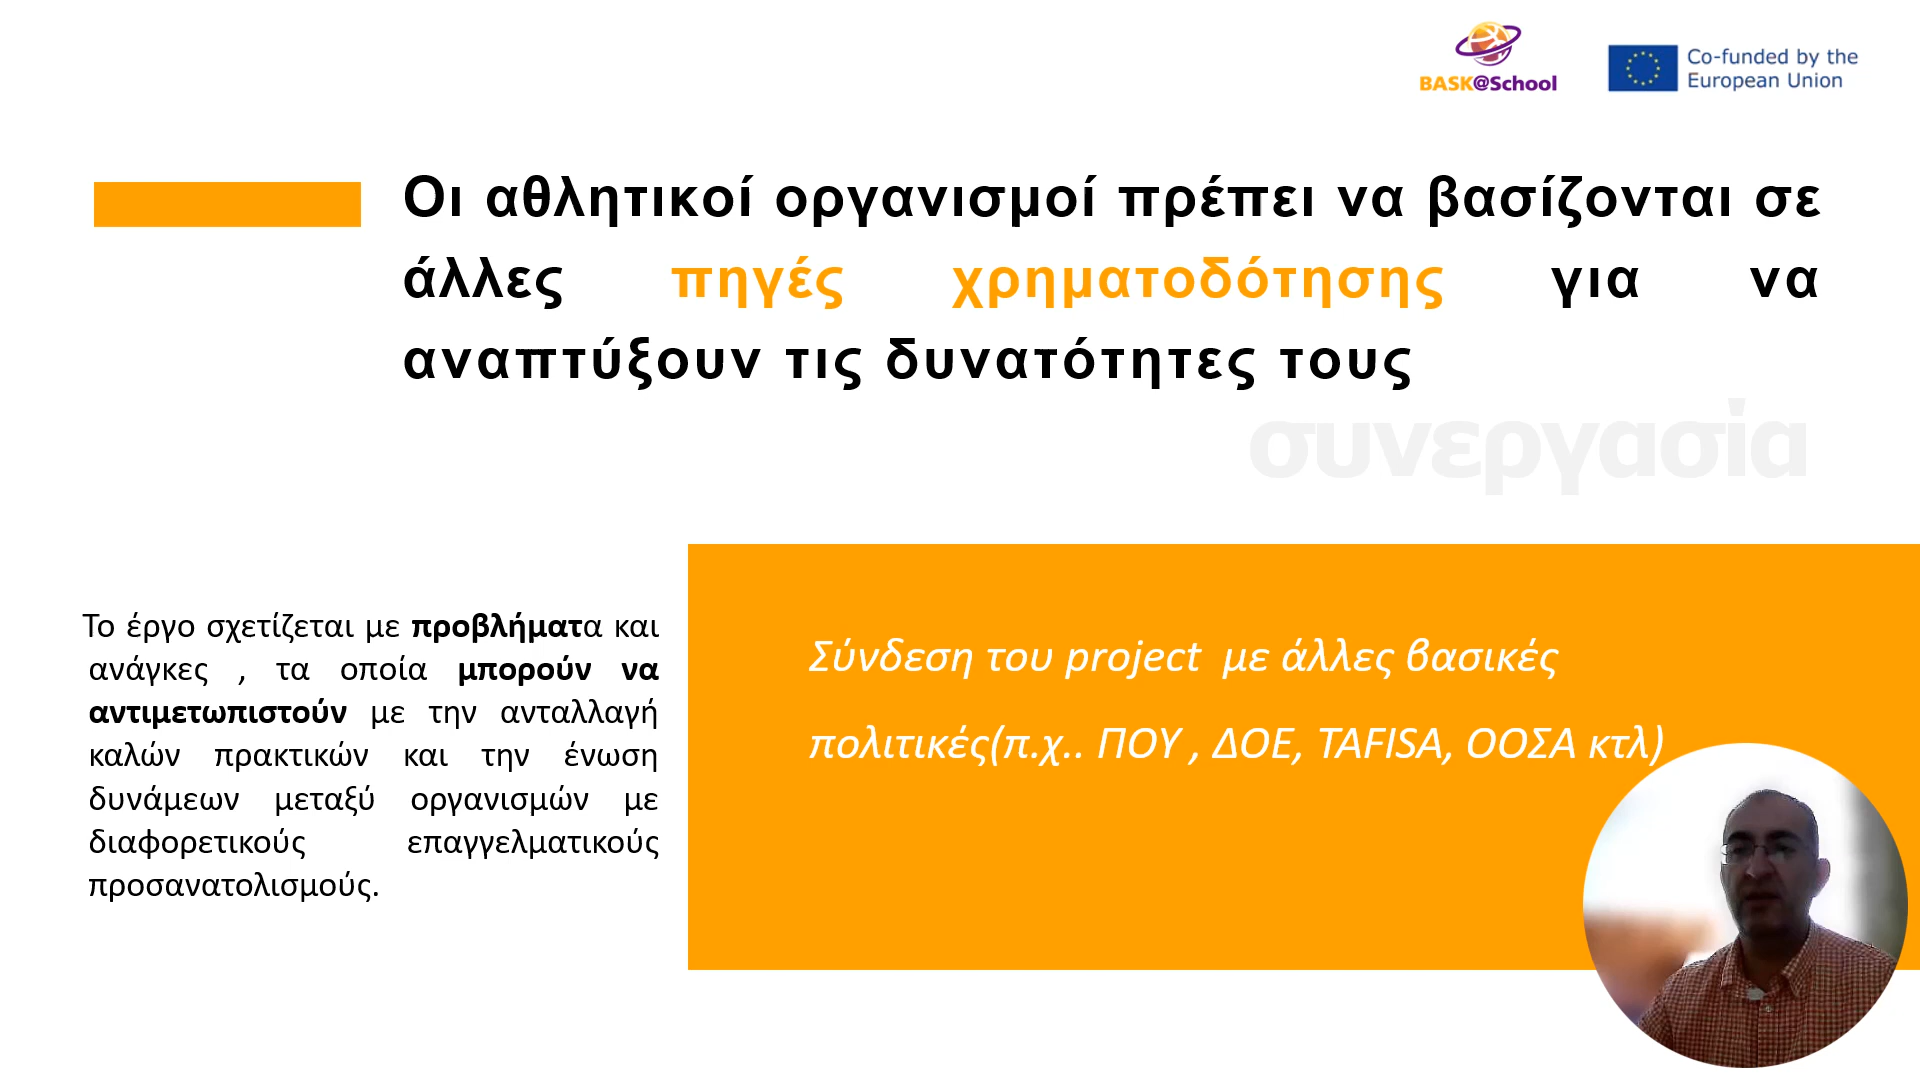 BASK@School
Co-funded by the
European Union
Οι αθλητικοί οργανισμοί πρέπει να βασίζονται σε
άλλες πηγές χρηματοδότησης για να
αναπτύξουν τις δυνατότητες τους
συνεργασία
Το έργο σχετίζεται με προβλήματα και
ανάγκες , τα οποία μπορούν να
αντιμετωπιστούν με την ανταλλαγή
καλών πρακτικών και την ένωση
δυνάμεων μεταξύ οργανισμών με
διαφορετικούς επαγγελματικούς
προσανατολισμούς.
Σύνδεση του project με άλλες βασικές
πολιτικές(π.χ.. ΠΟΥ , ΔΟΕ, TAFISA, ΟΟΣΑ κτλ)